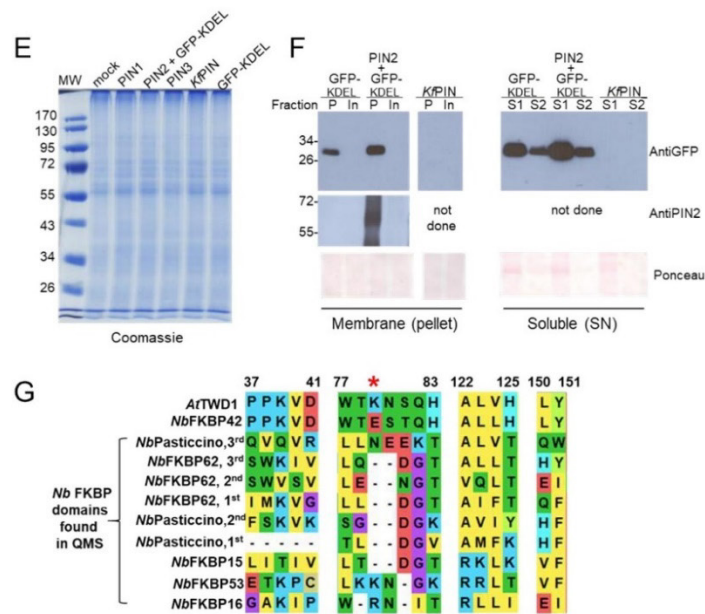 E
MW mock PIN1 PIN2 + GFP-KDEL PIN3 KfPIN GFP-KDEL
170
130
95
72
55
43
34
26
Coomassie
F
GFP-KDEL PIN2 + GFP-KDEL KfPIN GFP-KDEL PIN2 + GFP-KDEL KfPIN
Fraction P In P In P In S1 S2 S1 S2 S1 S2
34
26
AntiGFP
72
55
not done
not done
AntiPIN2
Ponceau
Membrane (pellet) Soluble (SN)
G
37 41 77 * 83 122 125 150 151
AtTWD1 P P K V D W T K N S Q H A L V H L Y
NbFKBP42 P P K V D W T E S T Q H A L V H L Y
NbPasticcino,3rd Q V Q V R L L N E E K T A L V T Q W
NbFKBP62, 3rd S W K I V L Q - - D G T A L L T H Y
NbFKBP62, 2nd S W V S V L E - - N G T V Q L T E I
NbFKBP62, 1st I M K V G L L - - D G T A I F T Q F
NbPasticcino,2nd F S K V K S G - - D G K A V I Y H F
NbPasticcino,1st - - - - - T L - - D G V A M F K H F
NbFKBP15 L I T I V L T - - D G T R K L K V F
NbFKBP53 E T K P C L K K N - G K R R L T V F
NbFKBP16 G A K I P W - R N - I T R L L I E I
Nb FKBP
domains
found
in QMS